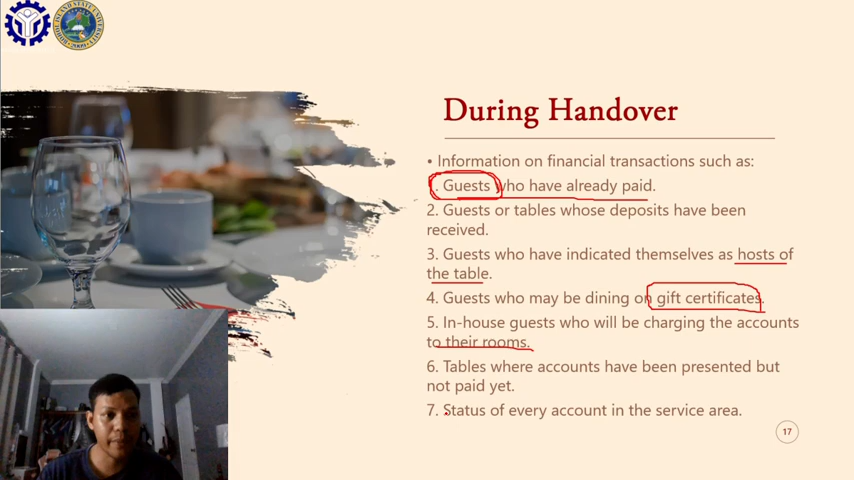 During Handover
• Information on financial transactions such as:
1. Guests who have already paid.
2. Guests or tables whose deposits have been
received.
3. Guests who have indicated themselves as hosts of
the table.
4. Guests who may be dining on gift certificates.
5. In-house guests who will be charging the accounts
to their rooms.
6. Tables where accounts have been presented but
not paid yet.
7. Status of every account in the service area.
17